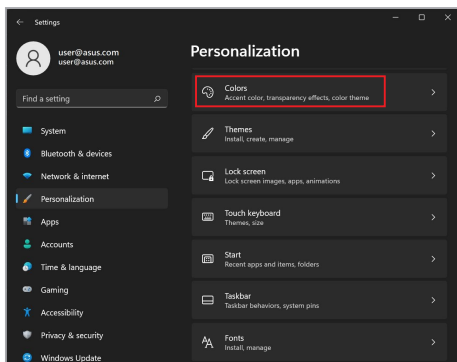 Settings
user@asus.com
user@asus.com
Find a setting
System
Bluetooth & devices
Network & internet
Personalization
Apps
Accounts
Time & language
Gaming
Accessibility
Privacy & security
Windows Update
Personalization
Colors
Accent color, transparency effects, color theme
Themes
Install, create, manage
Lock screen
Lock screen images, apps, animations
Touch keyboard
Themes, size
Start
Recent apps and items, folders
Taskbar
Taskbar behaviors, system pins
Fonts
Install, manage